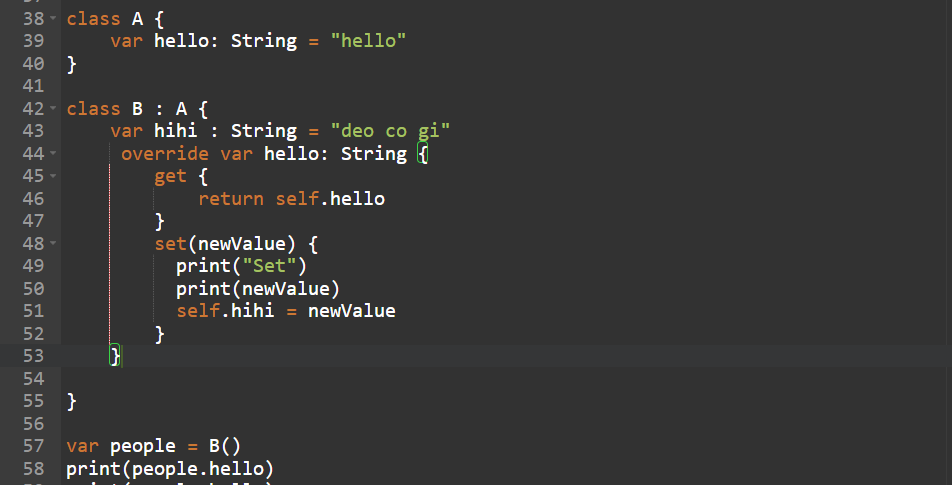 38 class A {
39 var hello: String = "hello"
40 }
41
42 class B : A {
43 var hihi : String = "deo co gi"
44 override var hello: String {
45 get {
46 return self.hello
47 }
48 set(newValue) {
49 print("Set")
50 print(newValue)
51 self.hihi = newValue
52 }
53 }
54
55 }
56
57 var people = B()
58 print(people.hello)